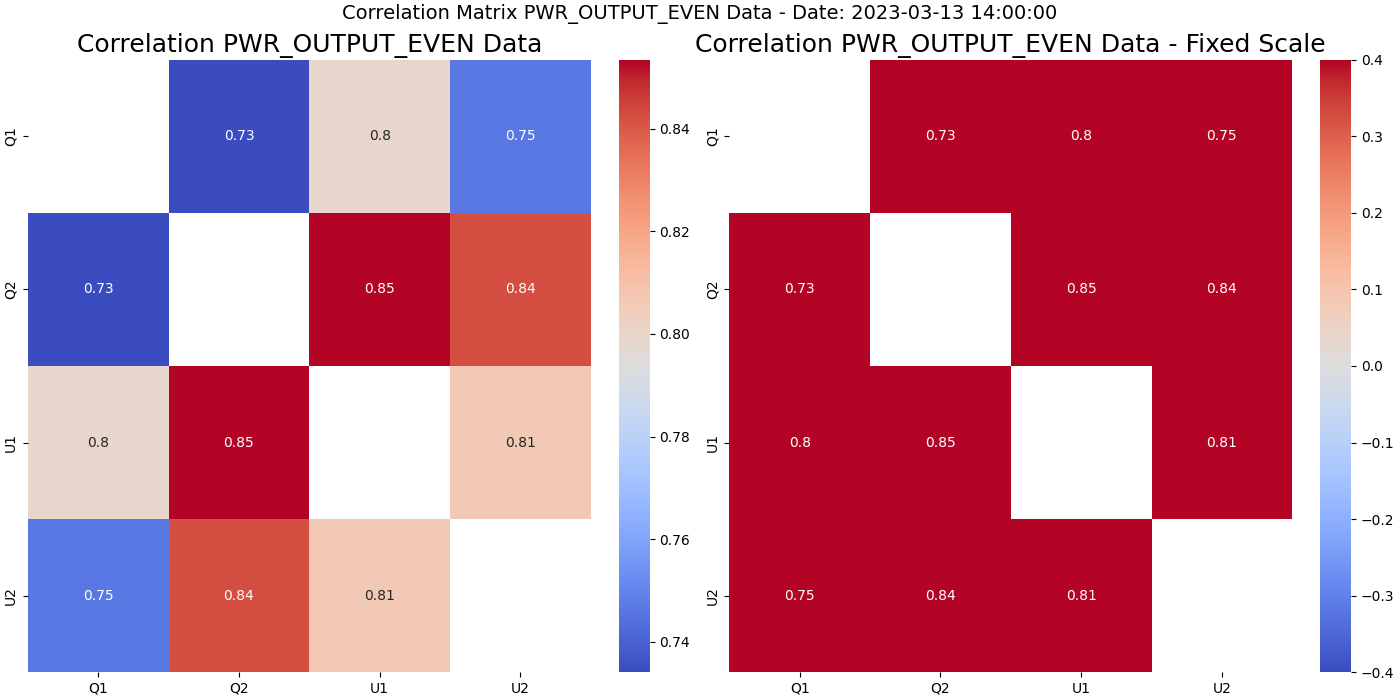 Correlation Matrix PWR_OUTPUT_EVEN Data - Date: 2023-03-13 14:00:00
Correlation PWR_OUTPUT_EVEN Data
Q1
0.73
0.8
0.75
Q2
0.73
0.85
0.84
U1
0.8
0.85
0.81
U2
0.75
0.84
0.81
Q1
Q2
U1
U2
0.84
0.82
0.80
0.78
0.76
0.74
Correlation PWR_OUTPUT_EVEN Data - Fixed Scale
Q1
0.73
0.8
0.75
Q2
0.73
0.85
0.84
U1
0.8
0.85
0.81
U2
0.75
0.84
0.81
Q1
Q2
U1
U2
0.4
0.3
0.2
0.1
0.0
−0.1
−0.2
−0.3
−0.4